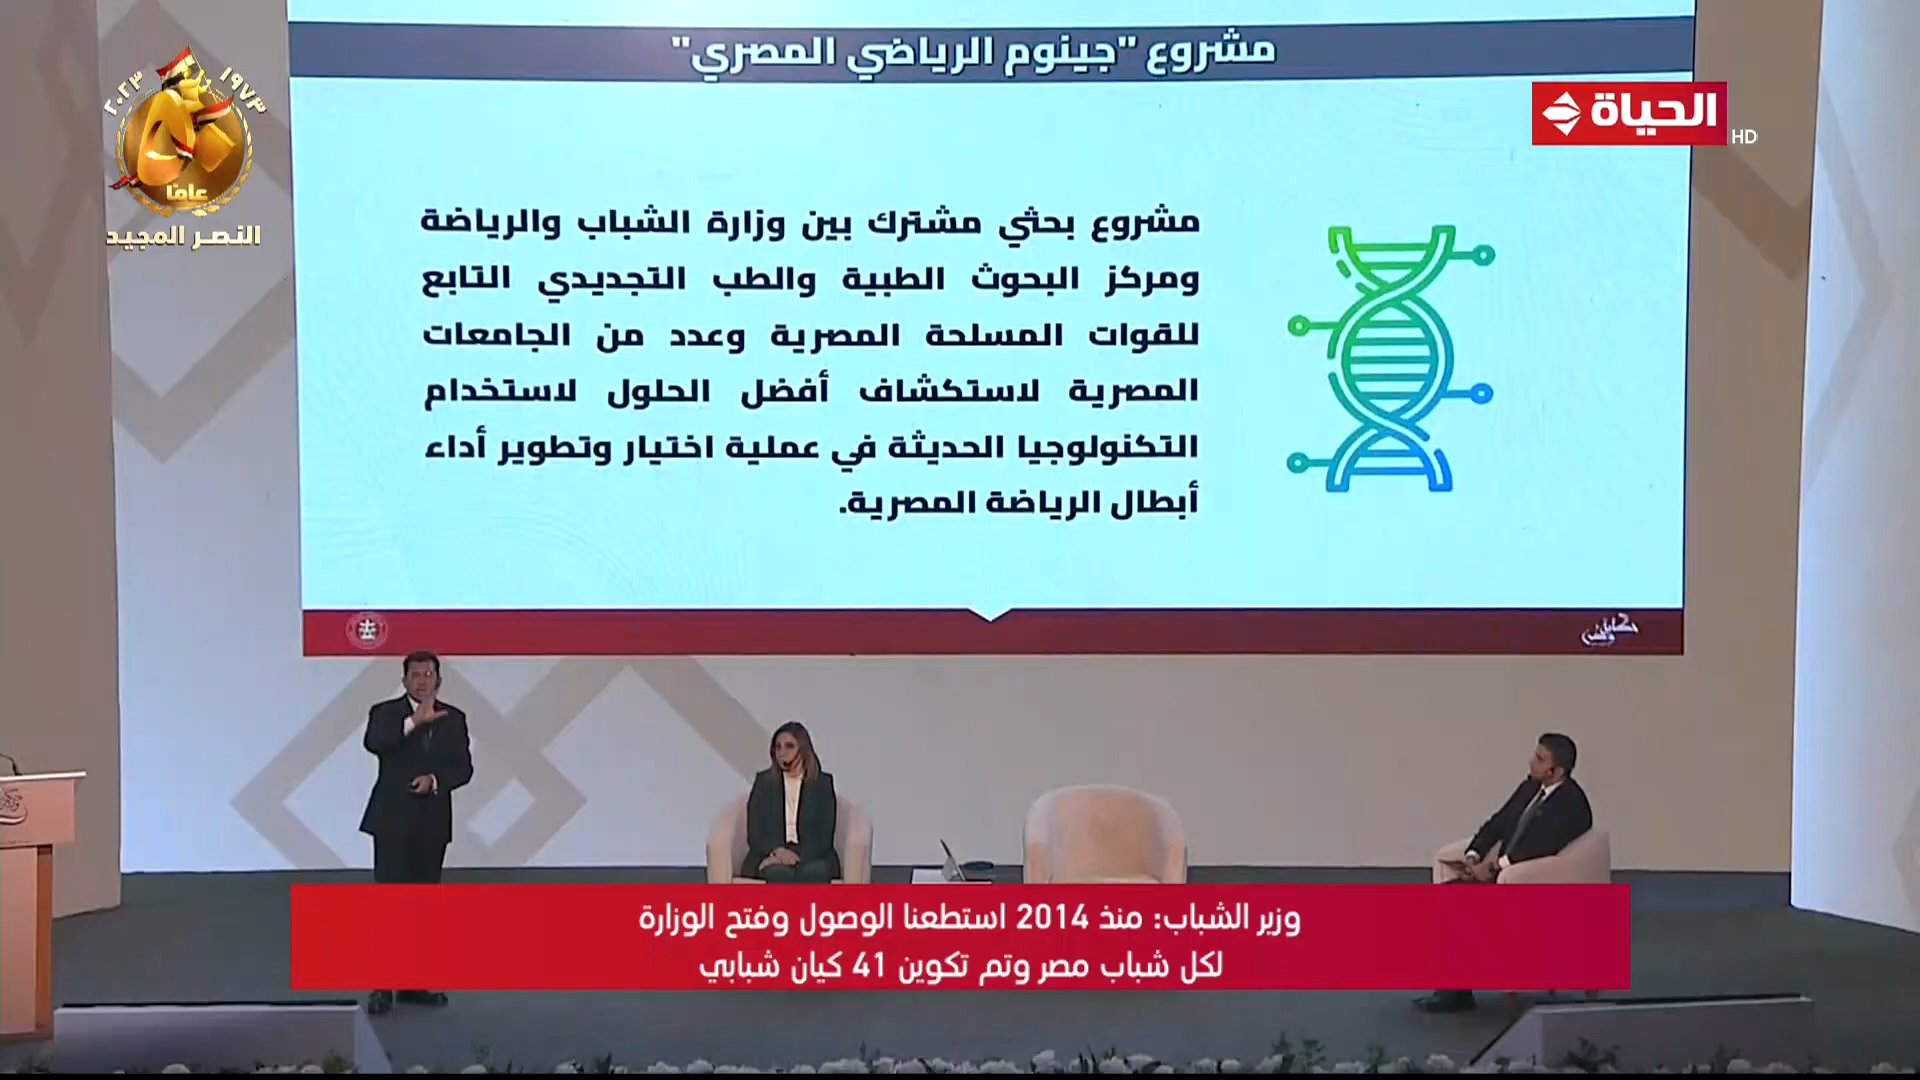 مشروع "جينوم الرياضي المصري"
١٩٧٣
٢٠٢٣
عامًا
النصر المجيد
الحياة
HD
مشروع بحثي مشترك بين وزارة الشباب والرياضة
ومركز البحوث الطبية والطب التجديدي التابع
للقوات المسلحة المصرية وعدد من الجامعات
المصرية لاستكشاف أفضل الحلول لاستخدام
التكنولوجيا الحديثة في عملية اختيار وتطوير أداء
أبطال الرياضة المصرية.
حكاية وطن
وزير الشباب: منذ 2014 استطعنا الوصول وفتح الوزارة
لكل شباب مصر وتم تكوين 41 كيان شبابي